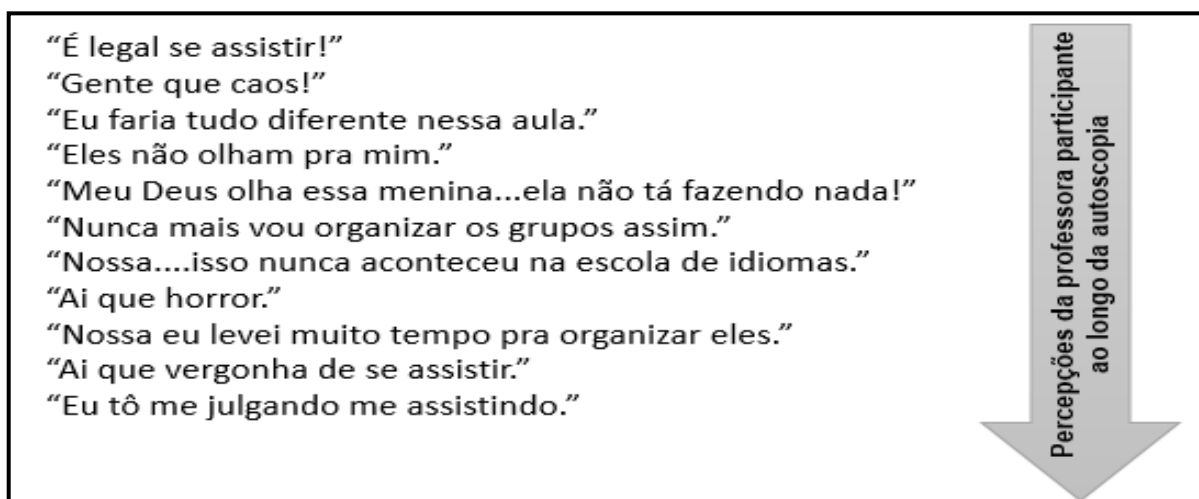 “É legal se assistir!”
“Gente que caos!”
“Eu faria tudo diferente nessa aula.”
“Eles não olham pra mim.”
“Meu Deus olha essa menina...ela não tá fazendo nada!”
“Nunca mais vou organizar os grupos assim.”
“Nossa....isso nunca aconteceu na escola de idiomas.”
“Ai que horror.”
“Nossa eu levei muito tempo pra organizar eles.”
“Ai que vergonha de se assistir.”
“Eu tô me julgando me assistindo.”
Percepções da professora participante
ao longo da autoscopia